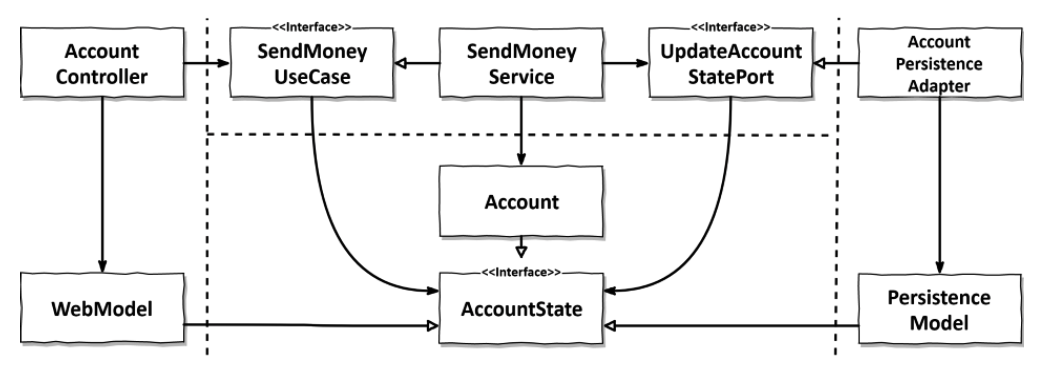 Account
Controller
<<Interface>>
SendMoney
UseCase
SendMoney
Service
<<Interface>>
UpdateAccount
StatePort
Account
Persistence
Adapter
Account
WebModel
<<Interface>>
AccountState
Persistence
Model